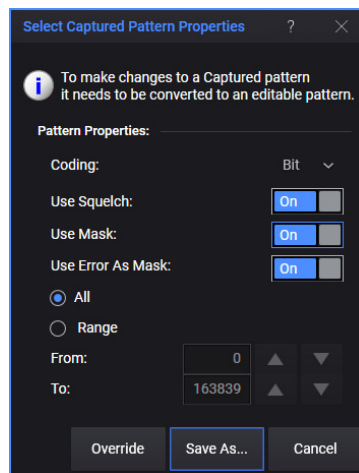 Select Captured Pattern Properties ?
To make changes to a Captured pattern
it needs to be converted to an editable pattern.
Pattern Properties:
Coding: Bit
Use Squelch: On
Use Mask: On
Use Error As Mask: On
All
Range
From: 0
To: 163839
Override Save As... Cancel